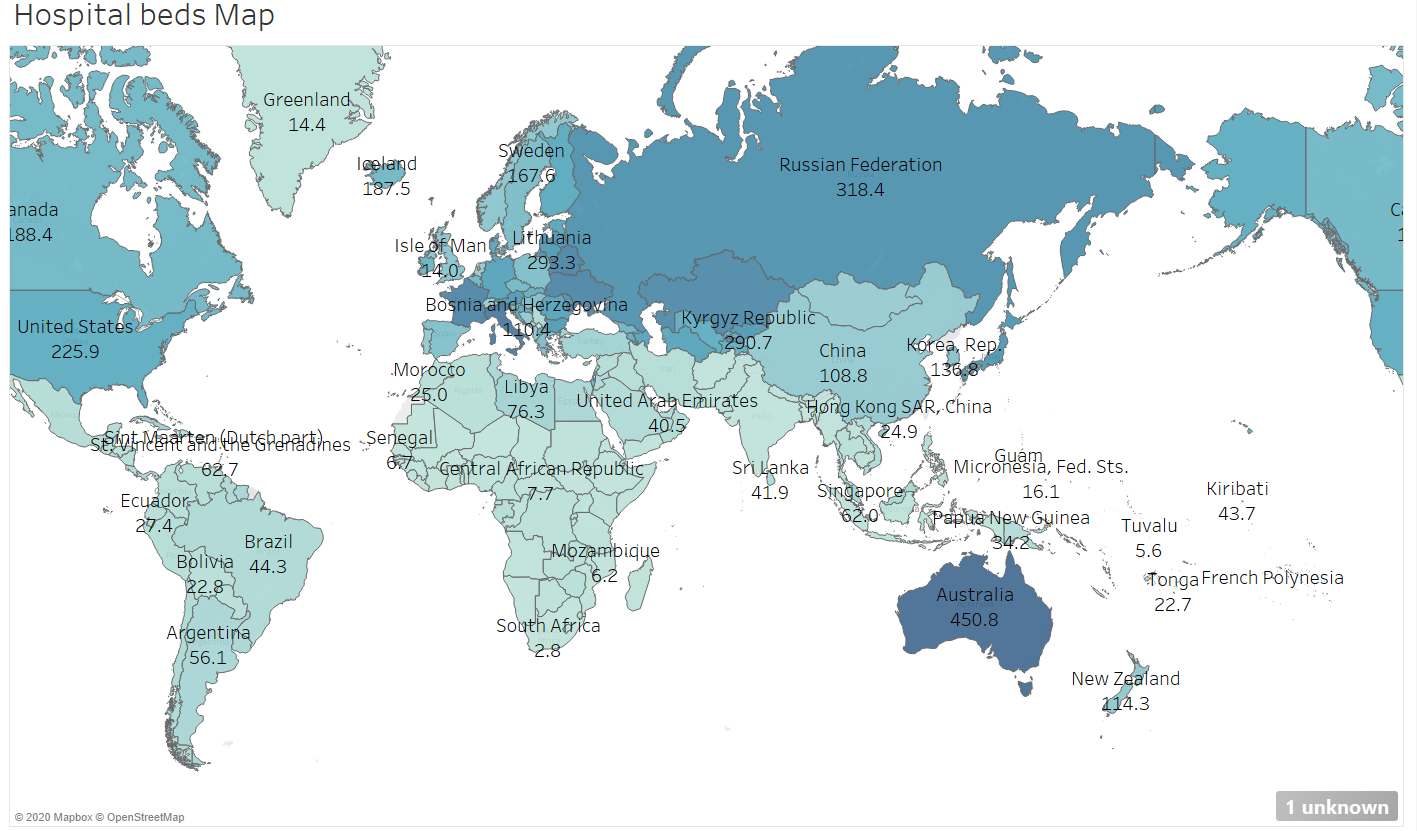 Hospital beds Map
Greenland
14.4
Iceland
187.5
Sweden
167.6
Russian Federation
318.4
anada
188.4
Ca
1
Isle of Man
14.0
Lithuania
293.3
Bosnia and Herzegovina
110.4
United States
225.9
Kyrgyz Republic
290.7
China
108.8
Korea, Rep.
136.8
Morocco
25.0
Libya
76.3
United Arab Emirates
40.5
Hong Kong SAR, China
24.9
Sint Maarten (Dutch part)
St. Vincent and the Grenadines
62.7
Senegal
6.7
Central African Republic
7.7
Sri Lanka
41.9
Singapore
62.0
Guam
Micronesia, Fed. Sts.
16.1
Kiribati
43.7
Ecuador
27.4
Papua New Guinea
34.2
Tuvalu
5.6
Brazil
44.3
Bolivia
22.8
Mozambique
6.2
Tonga
22.7
French Polynesia
Australia
450.8
Argentina
56.1
South Africa
2.8
New Zealand
114.3
Turkey
Iran
Algeria
India
Mexico
1 unknown
© 2020 Mapbox © OpenStreetMap